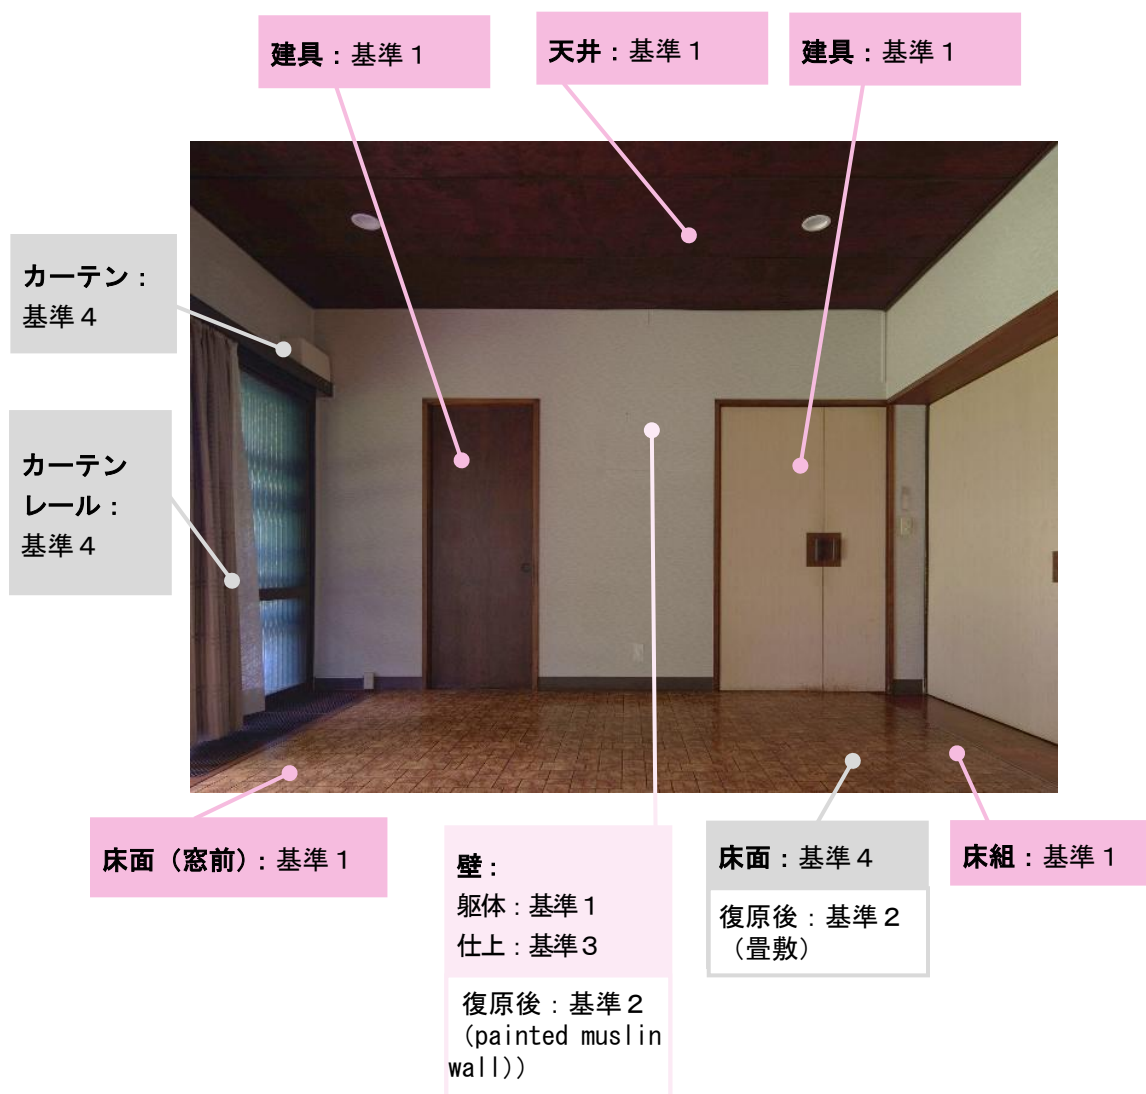 建具：基準１
天井：基準１
建具：基準１
カーテン：
基準４
カーテン
レール：
基準４
床面（窓前）：基準１
壁：
躯体：基準１
仕上：基準３
復原後：基準２
(painted muslin
wall))
床面：基準４
復原後：基準２
（畳敷）
床組：基準１